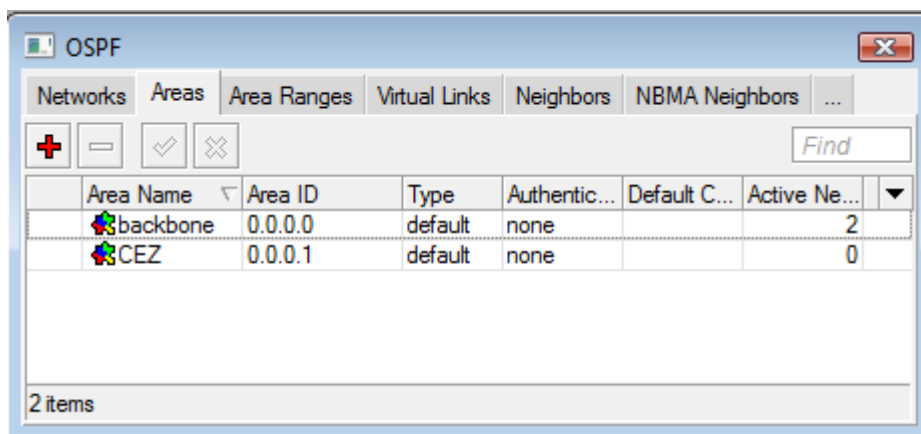 OSPF
Networks Areas Area Ranges Virtual Links Neighbors NBMA Neighbors ...
Find
Area Name Area ID Type Authentic... Default C... Active Ne...
backbone 0.0.0.0 default none 2
CEZ 0.0.0.1 default none 0
2 items